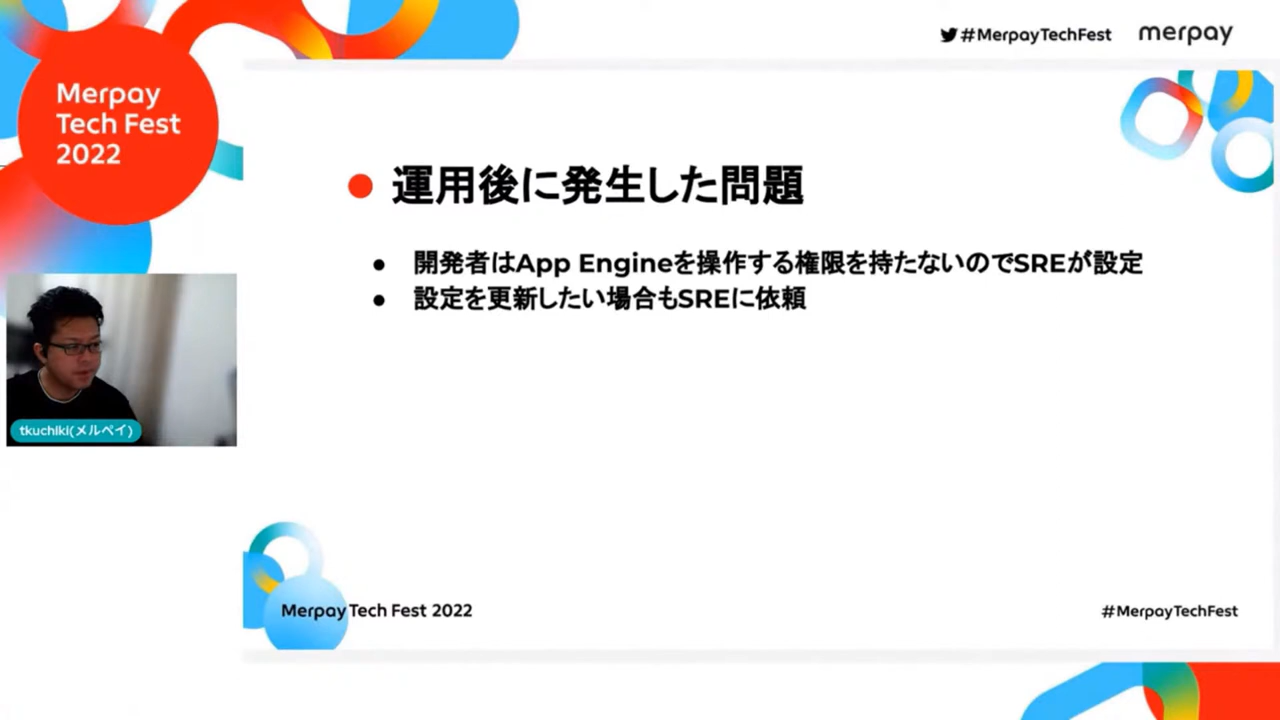 #MerpayTechFest merpay
Merpay
Tech Fest
2022
運用後に発生した問題
● 開発者はApp Engineを操作する権限を持たないのでSREが設定
● 設定を更新したい場合もSREに依頼
tkuchiki(メルペイ)
Merpay Tech Fest 2022
#MerpayTechFest